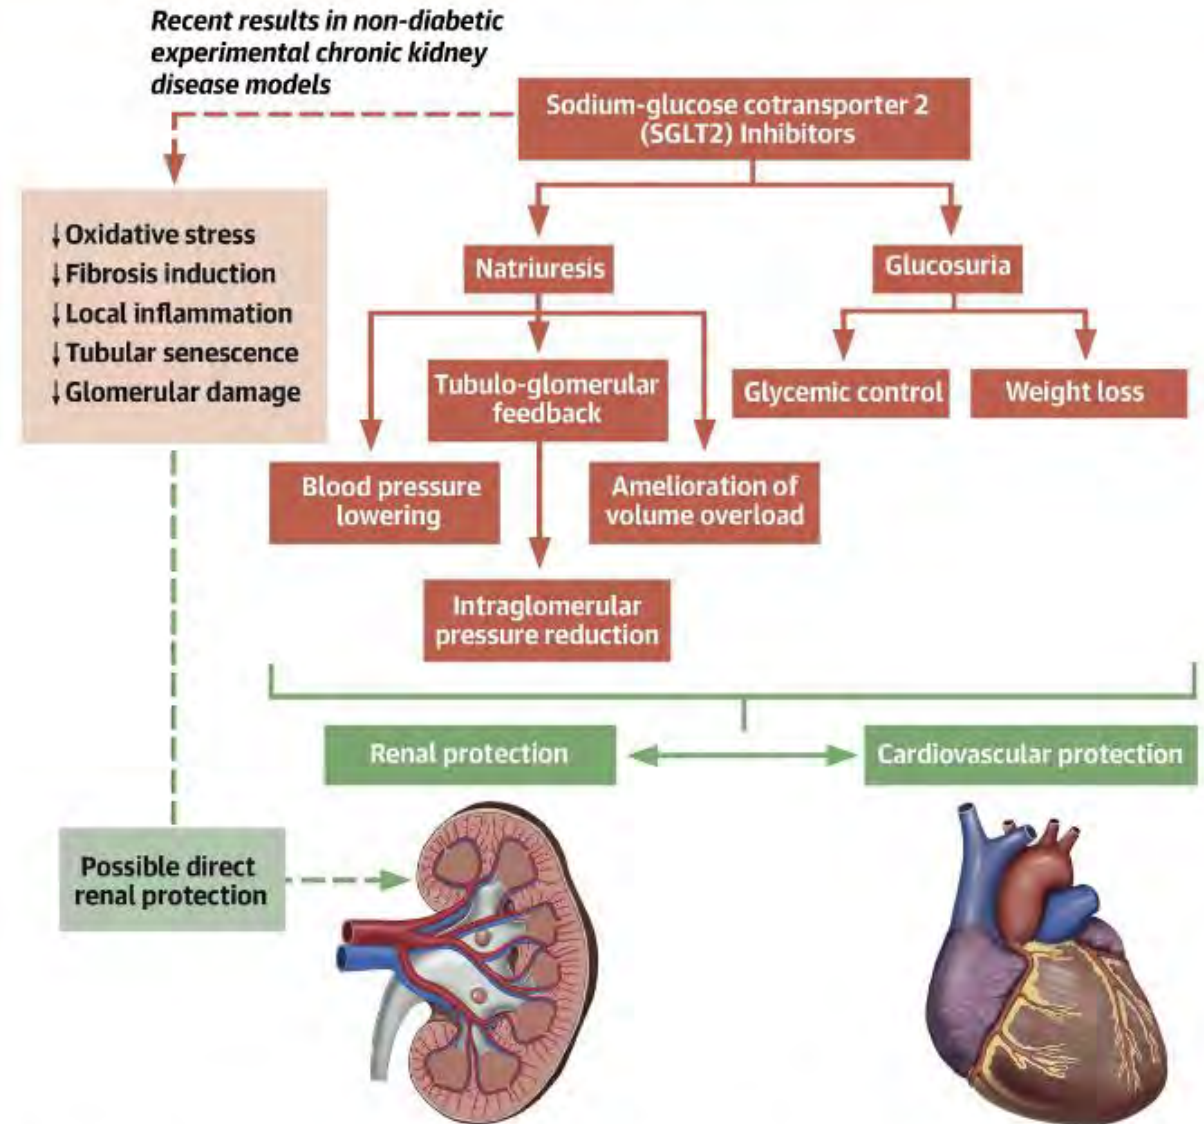 Recent results in non-diabetic
experimental chronic kidney
disease models
Sodium-glucose cotransporter 2
(SGLT2) Inhibitors
↓Oxidative stress
↓Fibrosis induction
↓Local inflammation
↓Tubular senescence
↓Glomerular damage
Natriuresis
Glucosuria
Tubulo-glomerular
feedback
Glycemic control
Weight loss
Blood pressure
lowering
Amelioration of
volume overload
Intraglomerular
pressure reduction
Renal protection
Cardiovascular protection
Possible direct
renal protection